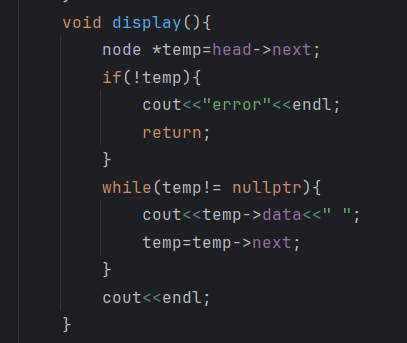 void display(){
node *temp=head->next;
if(!temp){
cout<<"error"<<endl;
return;
}
while(temp!= nullptr){
cout<<temp->data<<" ";
temp=temp->next;
}
cout<<endl;
}